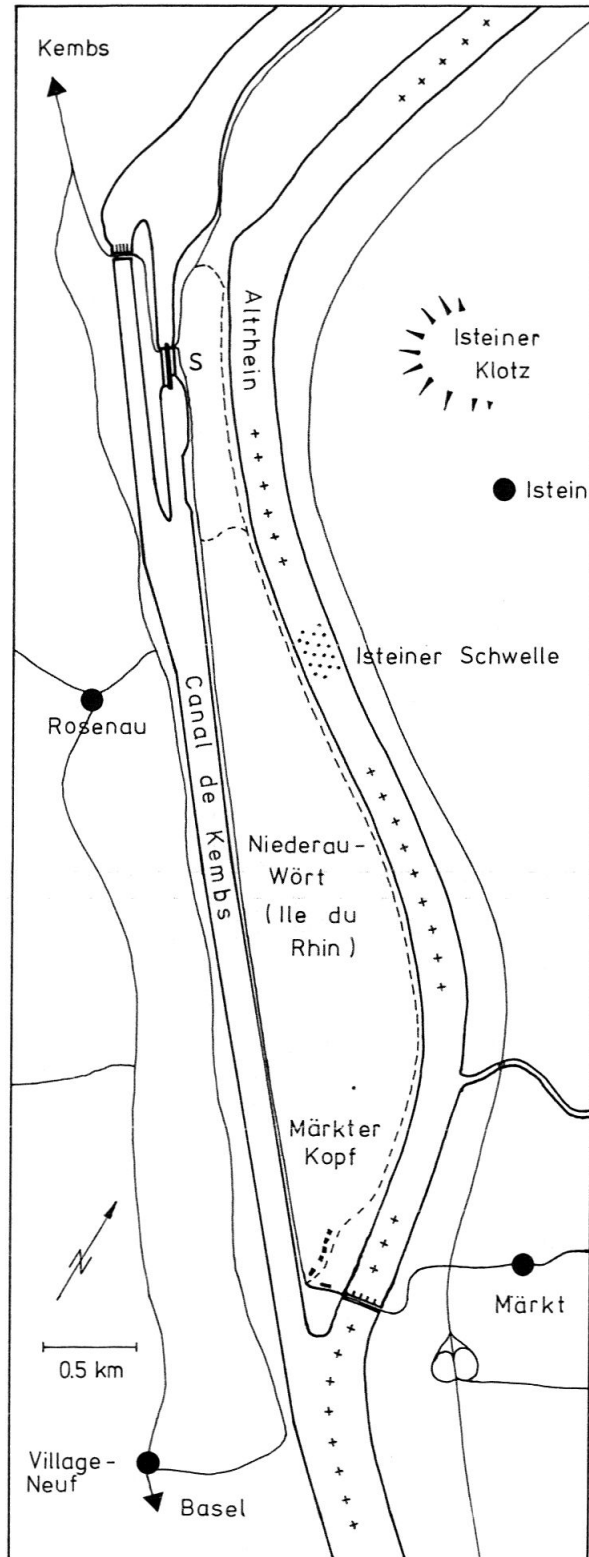 Kembs
Altrhein
S
Isteiner
Klotz
Istein
Isteiner Schwelle
Rosenau
Canal de Kembs
Niederau-
Wört
(Ile du
Rhin)
Märkter
Kopf
N
Märkt
0.5 km
Village-
Neuf
Basel